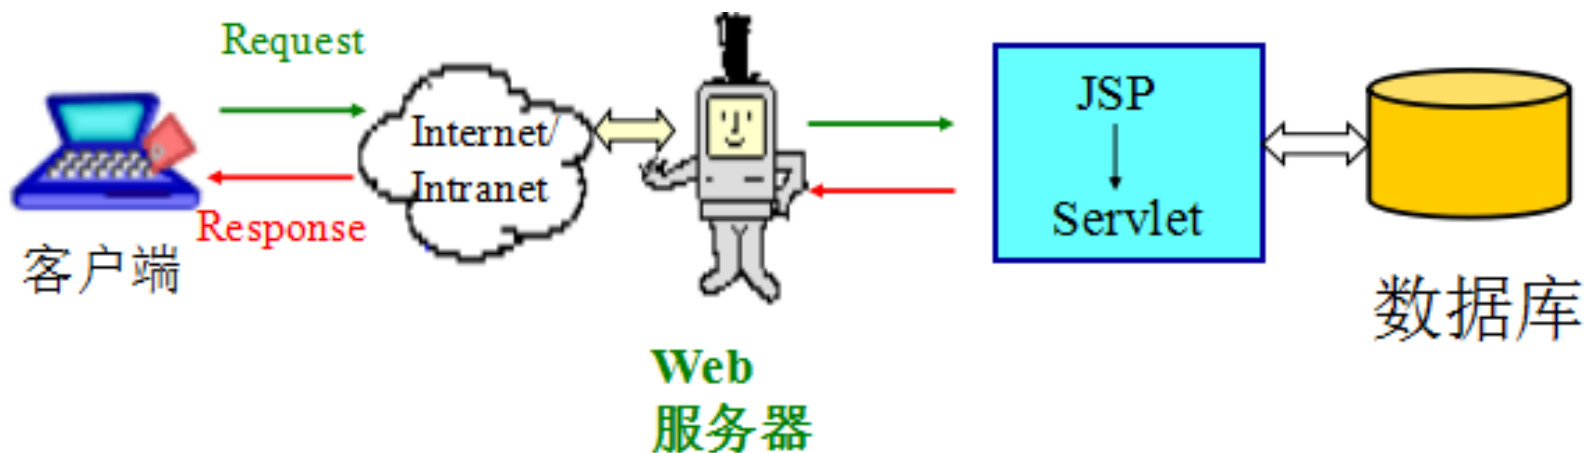 Request
Internet/
Intranet
Response
客户端
Web
服务器
JSP
Servlet
数据库